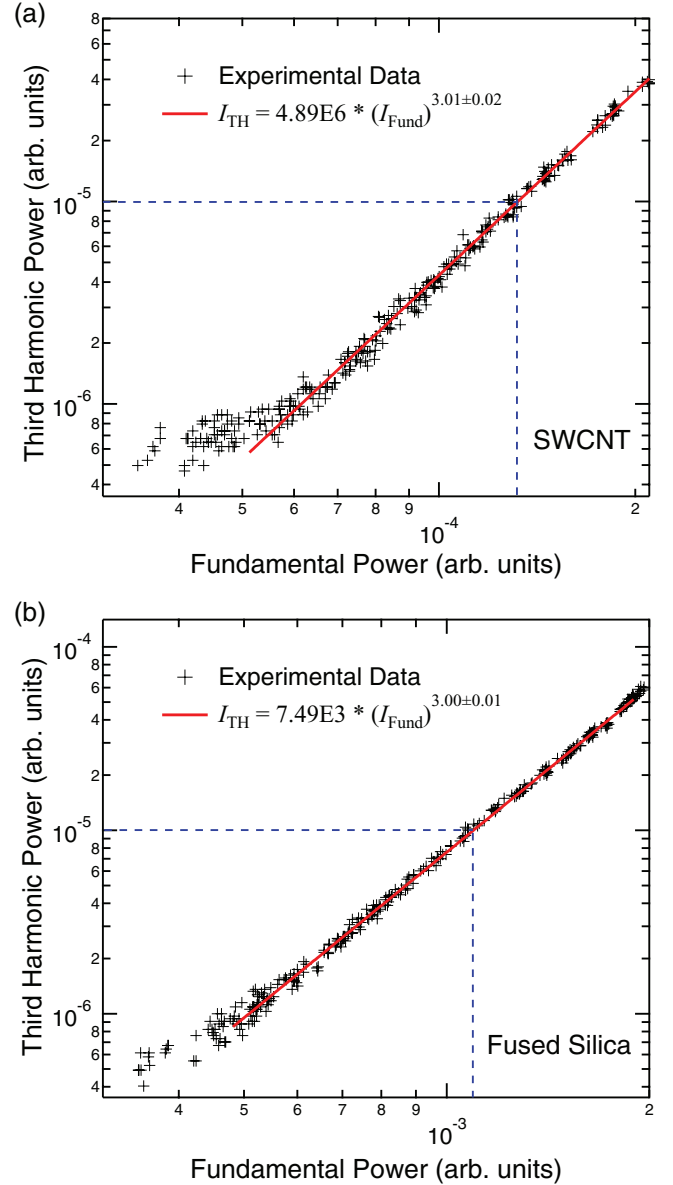 (a)
8
6
4
2
10^-5
8
6
4
2
10^-6
8
6
4
Third Harmonic Power (arb. units)
Experimental Data
I_TH = 4.89E6 * (I_Fund)^3.01±0.02
SWCNT
4 5 6 7 8 9 2
10^-4
Fundamental Power (arb. units)
(b)
10^-4
8
6
4
2
10^-5
8
6
4
2
10^-6
8
6
4
Third Harmonic Power (arb. units)
Experimental Data
I_TH = 7.49E3 * (I_Fund)^3.00±0.01
Fused Silica
4 5 6 7 8 9 2
10^-3
Fundamental Power (arb. units)